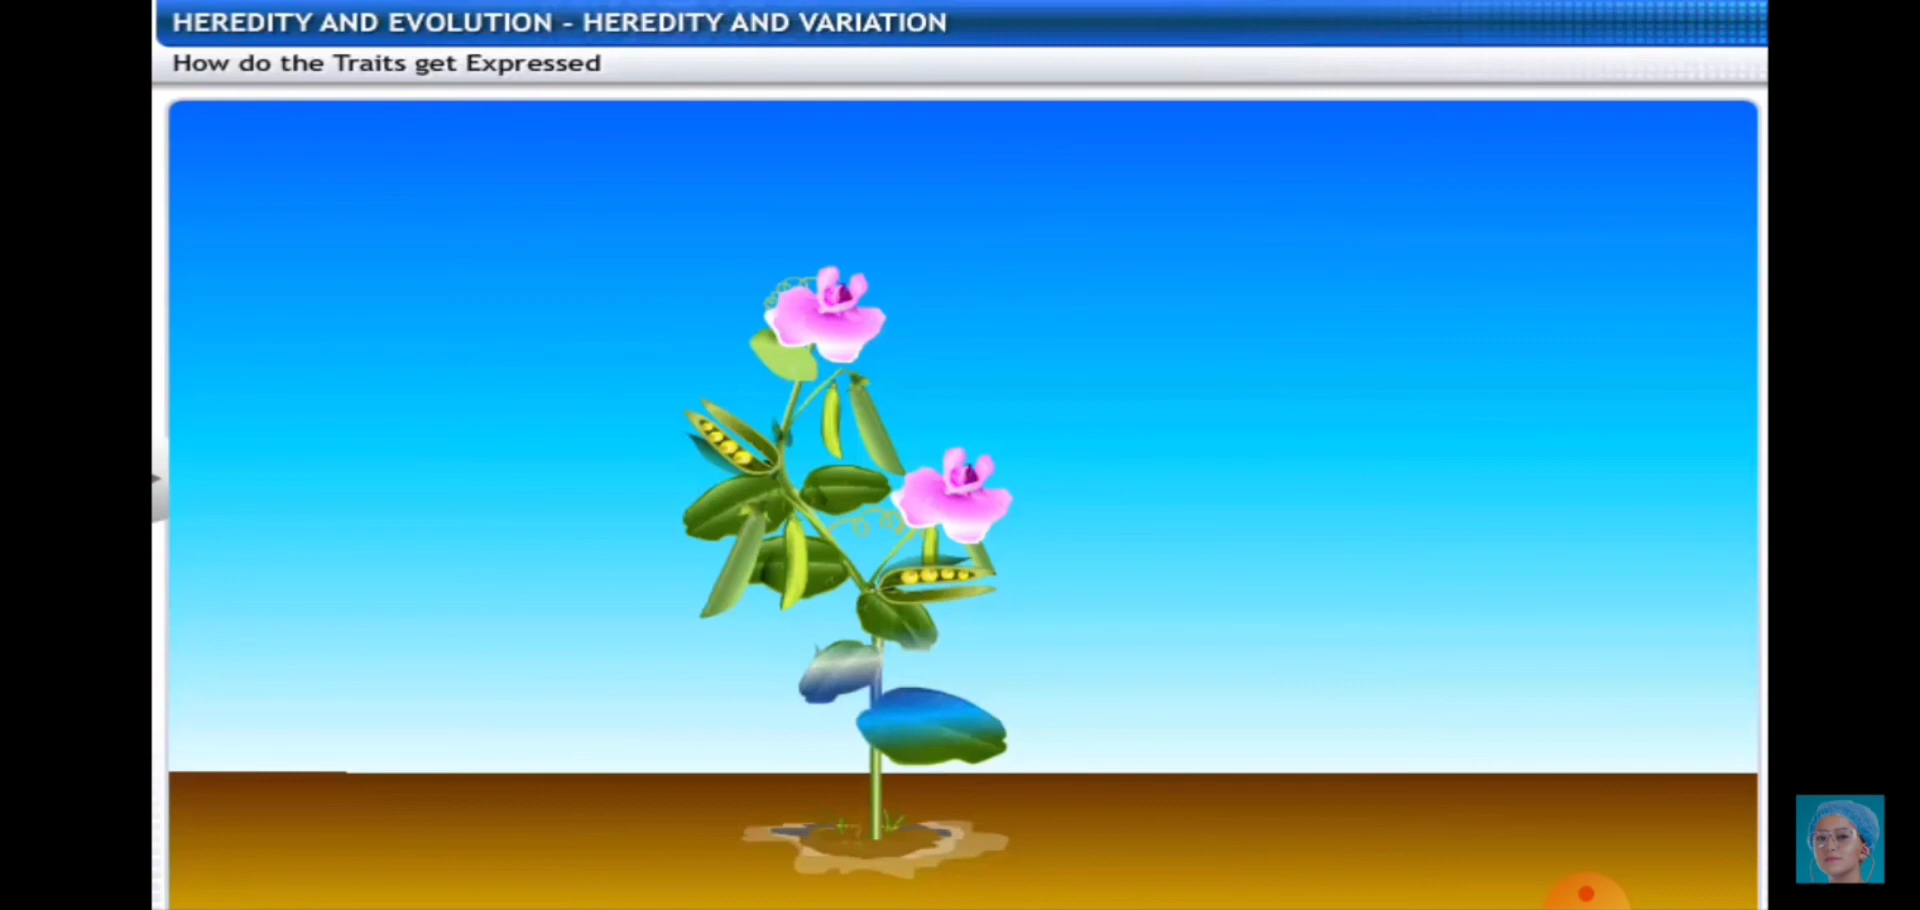 HEREDITY AND EVOLUTION - HEREDITY AND VARIATION
How do the Traits get Expressed